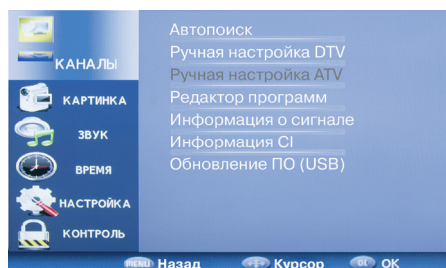 КАНАЛЫ
КАРТИНКА
ЗВУК
ВРЕМЯ
НАСТРОЙКА
КОНТРОЛЬ
Автопоиск
Ручная настройка DTV
Ручная настройка ATV
Редактор программ
Информация о сигнале
Информация CI
Обновление ПО (USB)
MENU Назад Курсор OK ОК